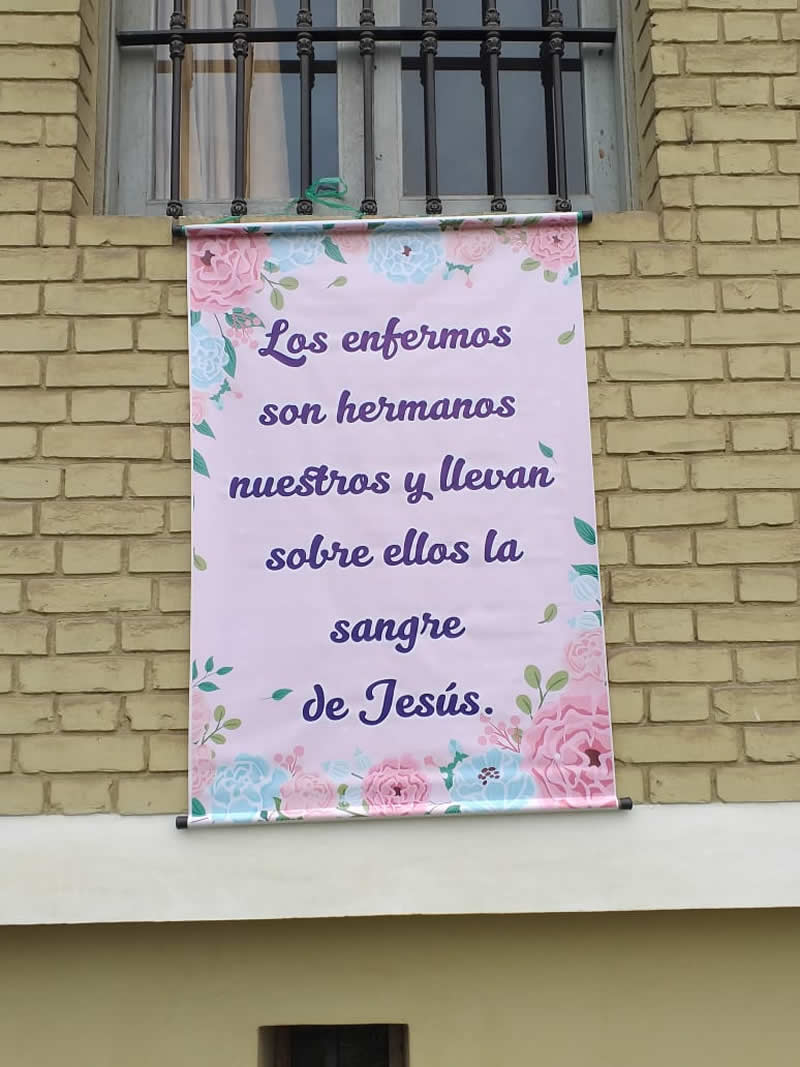 Los enfermos
son hermanos
nuestros y llevan
sobre ellos la
sangre
de Jesús.